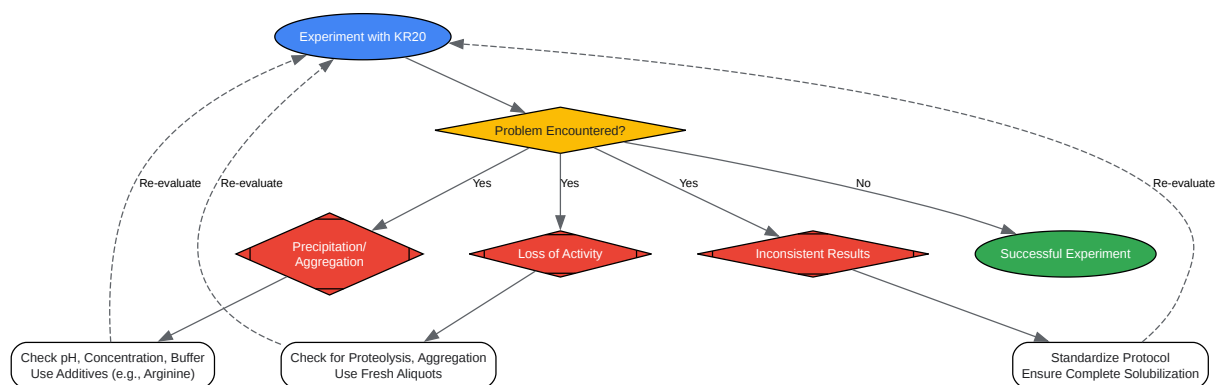 Experiment with KR20
Problem Encountered?
Re-evaluate
Re-evaluate
Yes
Yes
Yes
No
Re-evaluate
Precipitation/
Aggregation
Loss of Activity
Inconsistent Results
Successful Experiment
Check pH, Concentration, Buffer
Use Additives (e.g., Arginine)
Check for Proteolysis, Aggregation
Use Fresh Aliquots
Standardize Protocol
Ensure Complete Solubilization